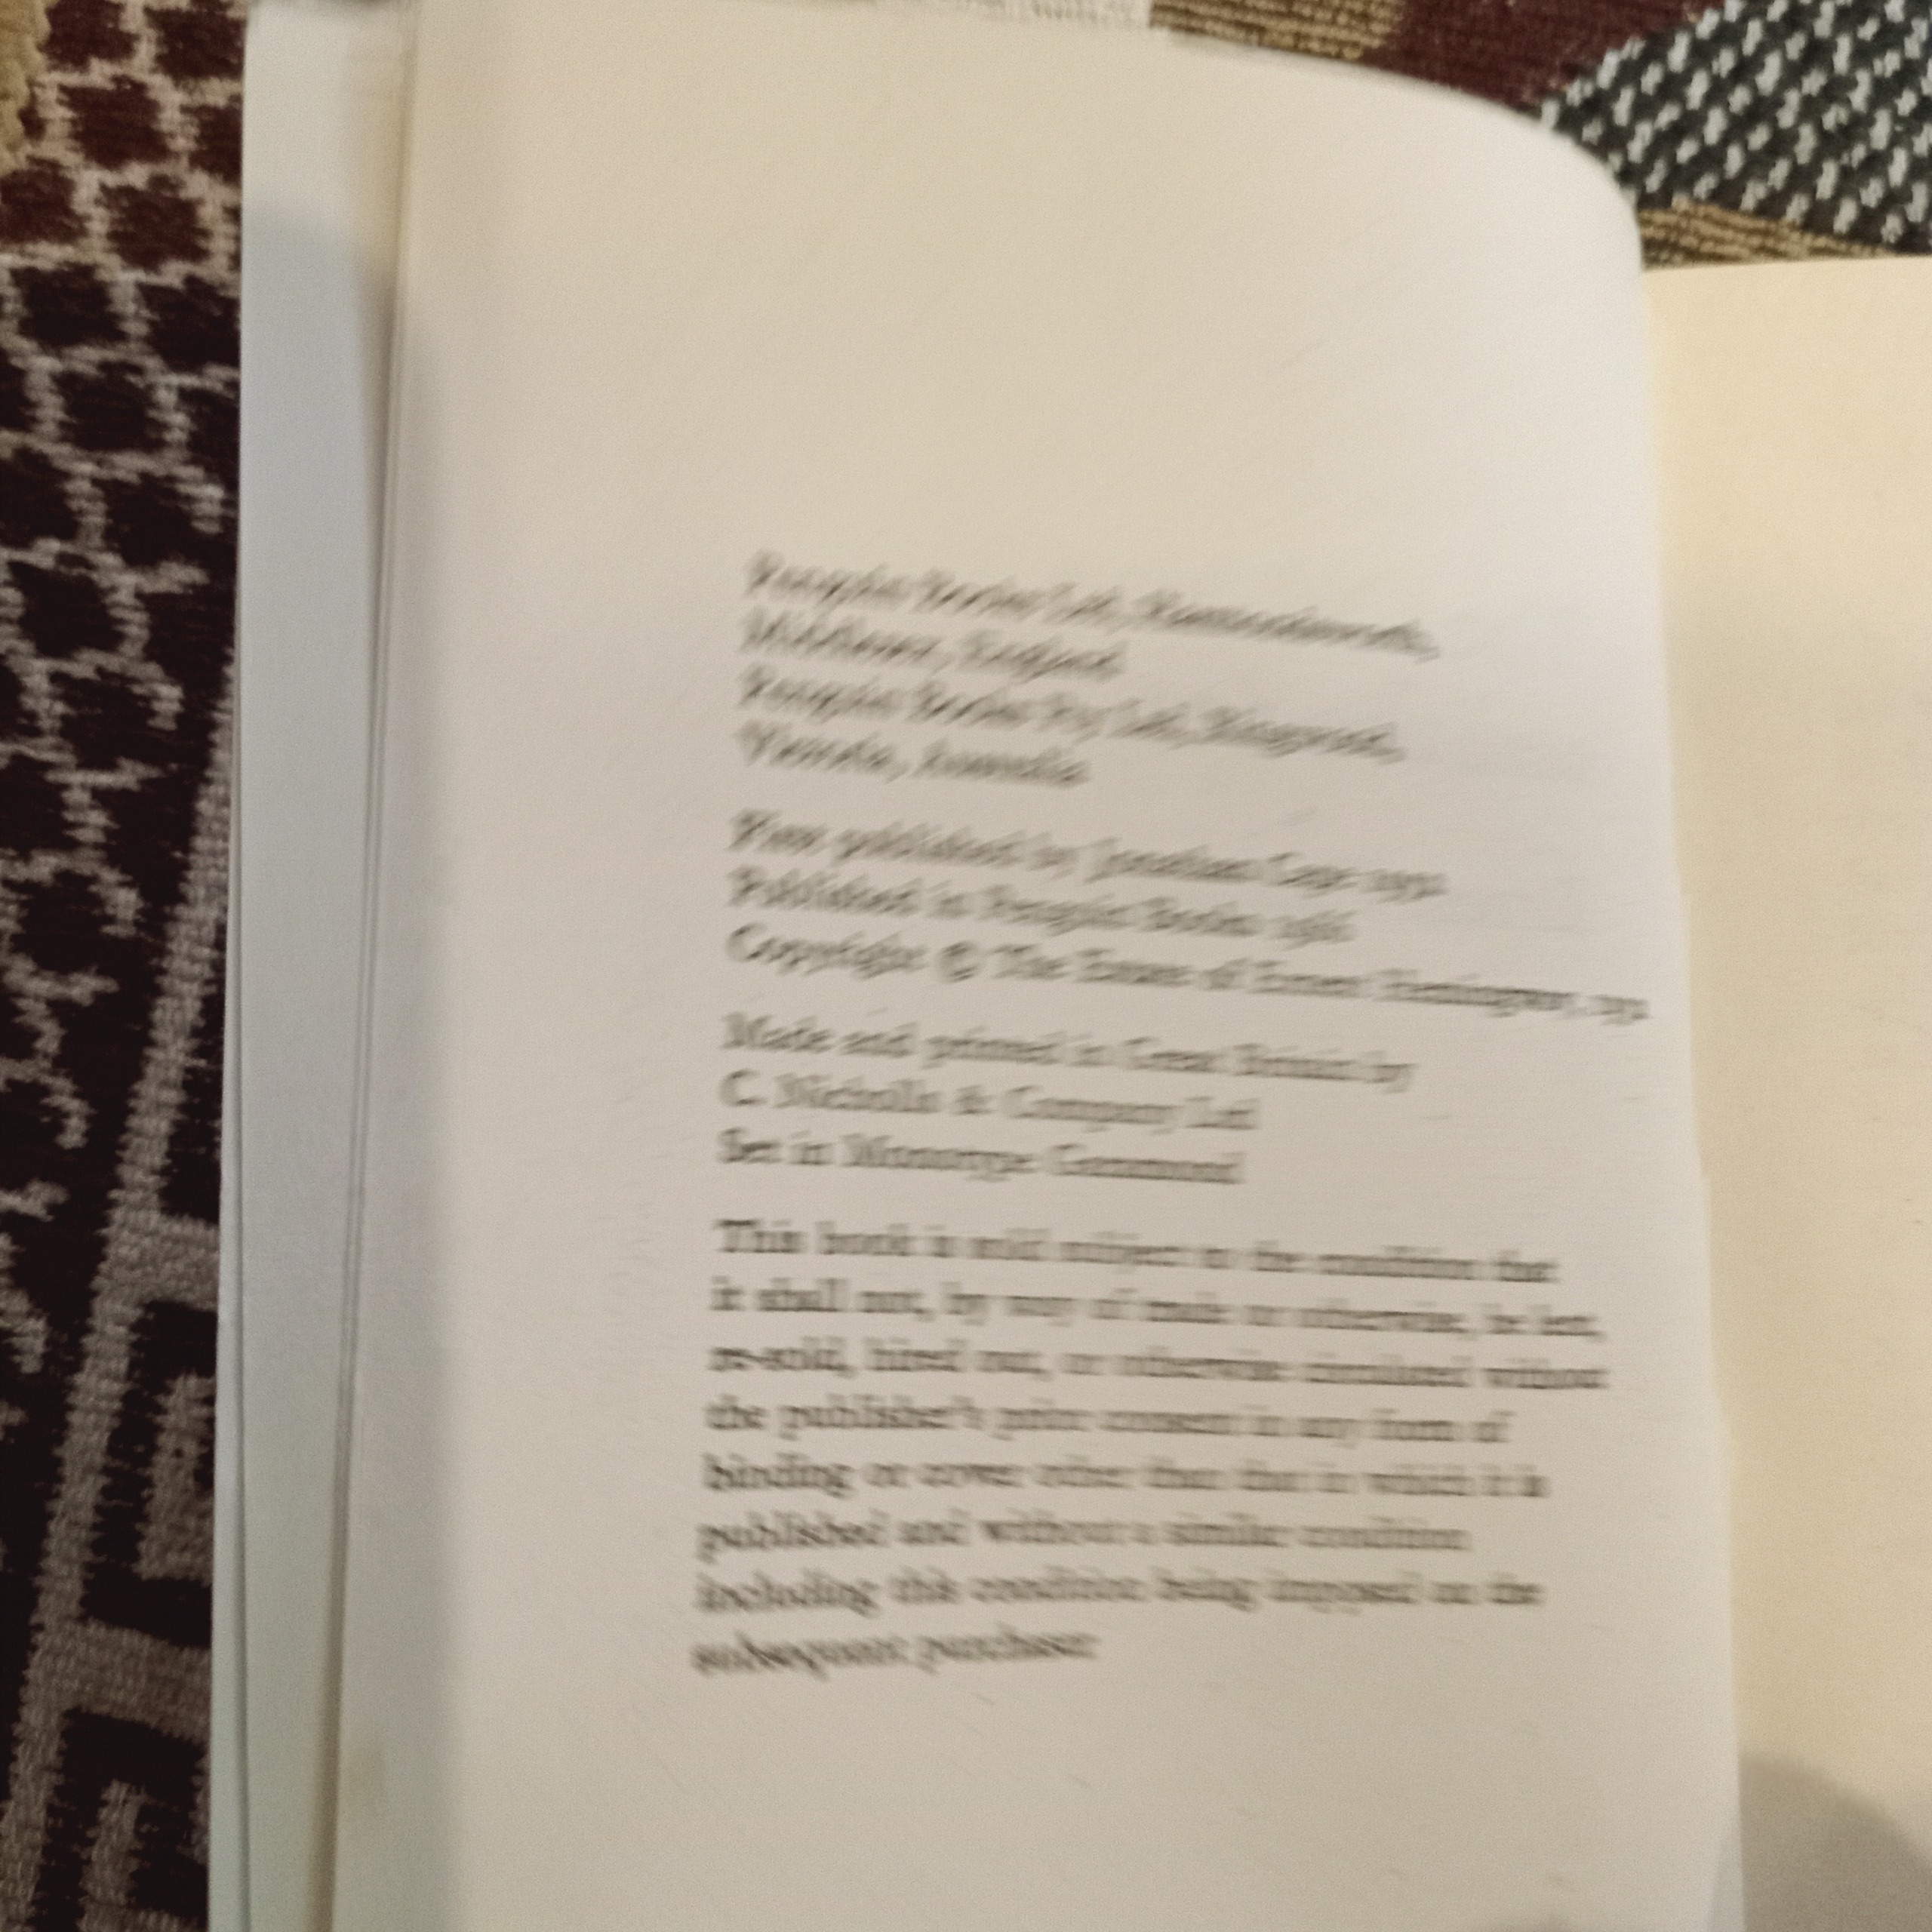 Penguin Books Ltd, Harmondsworth,
Middlesex, England
Penguin Books Pty Ltd, Ringwood,
Victoria, Australia
First published by Jonathan Cape
Published in Penguin Books
Copyright © The Estate of Ernest Hemingway,
Made and printed in Great Britain by
C. Nicholls & Company Ltd
Set in Monotype Garamond
This book is sold subject to the condition that
it shall not, by way of trade or otherwise, be lent,
re-sold, hired out, or otherwise circulated without
the publisher's prior consent in any form of
binding or cover other than that in which it is
published and without a similar condition
including this condition being imposed on the
subsequent purchaser